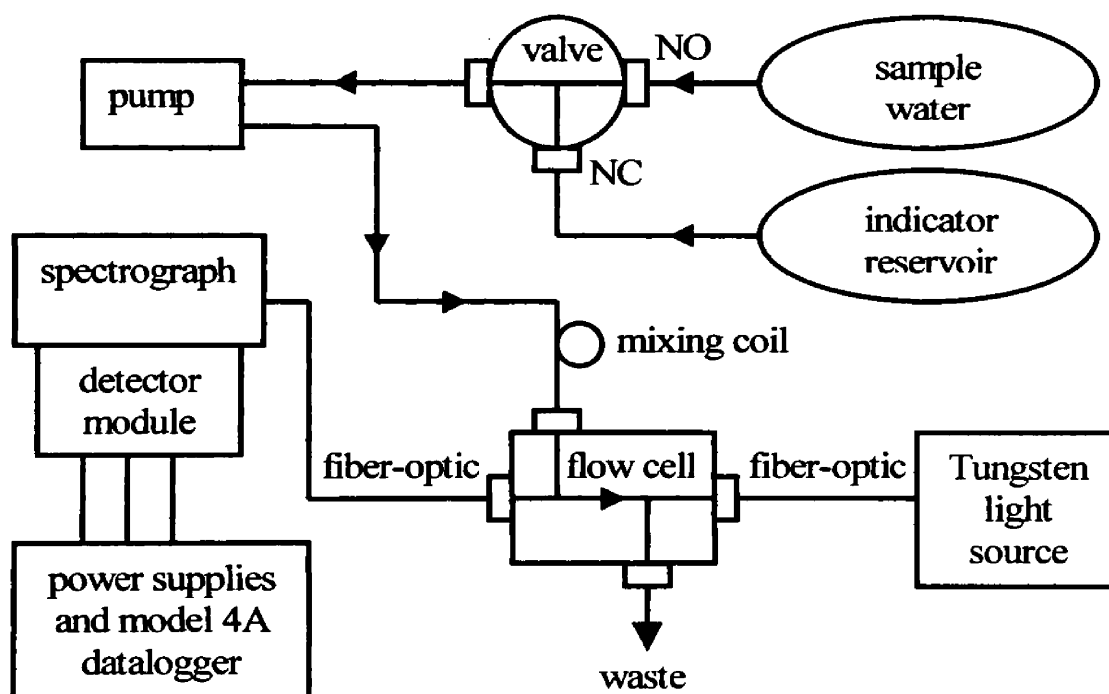 valve
NO
sample
water
pump
NC
indicator
reservoir
spectrograph
mixing coil
detector
module
fiber-optic
flow cell
fiber-optic
Tungsten
light
source
power supplies
and model 4A
datalogger
waste